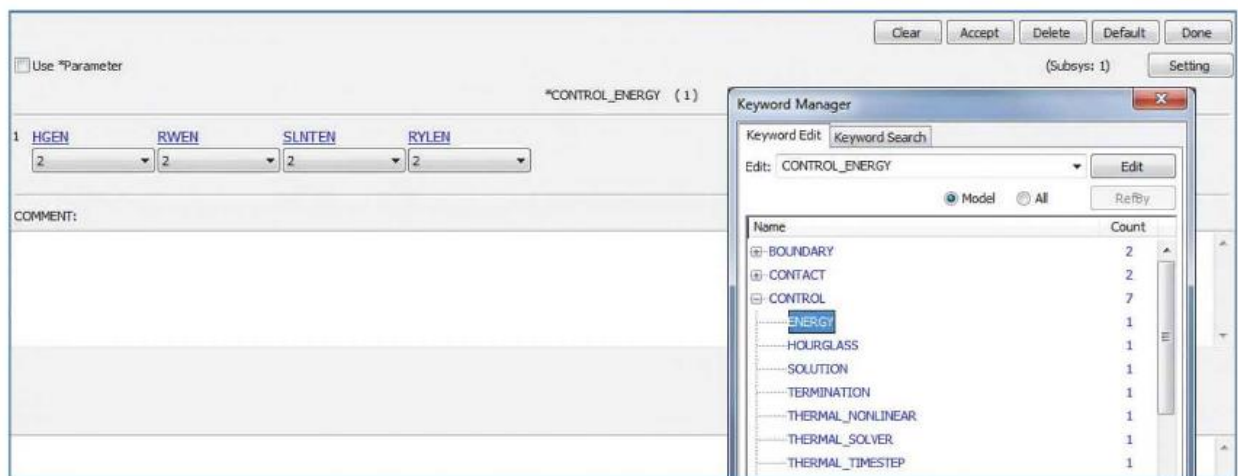 Clear Accept Delete Default Done
Use *Parameter (Subsys: 1) Setting
*CONTROL_ENERGY (1)
1 HGEN RWEN SLNTEN RYLEN
2 2 2 2
COMMENT:
Keyword Manager
Keyword Edit Keyword Search
Edit: CONTROL_ENERGY Edit
Model All RefBy
Name Count
BOUNDARY 2
CONTACT 2
CONTROL 7
ENERGY 1
HOURGLASS 1
SOLUTION 1
TERMINATION 1
THERMAL_NONLINEAR 1
THERMAL_SOLVER 1
THERMAL_TIMESTEP 1